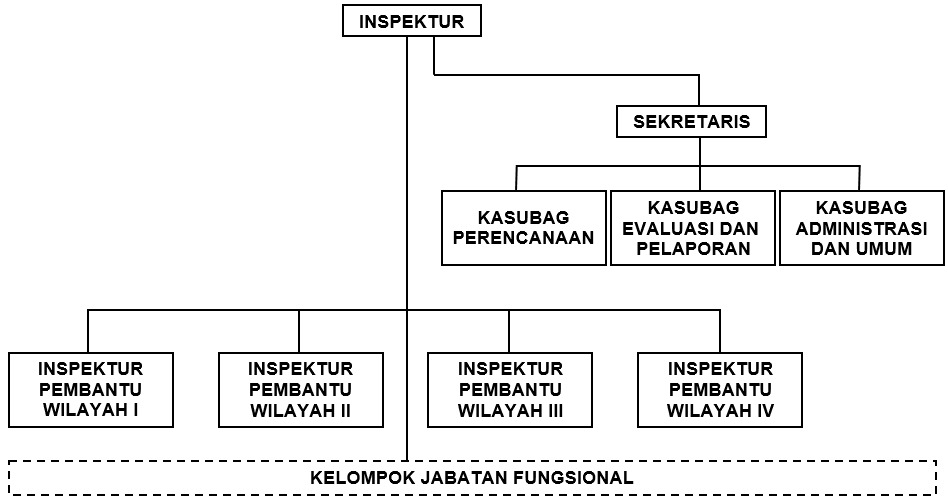 INSPEKTUR
SEKRETARIS
KASUBAG
PERENCANAAN
KASUBAG
EVALUASI DAN
PELAPORAN
KASUBAG
ADMINISTRASI
DAN UMUM
INSPEKTUR
PEMBANTU
WILAYAH I
INSPEKTUR
PEMBANTU
WILAYAH II
INSPEKTUR
PEMBANTU
WILAYAH III
INSPEKTUR
PEMBANTU
WILAYAH IV
KELOMPOK JABATAN FUNGSIONAL